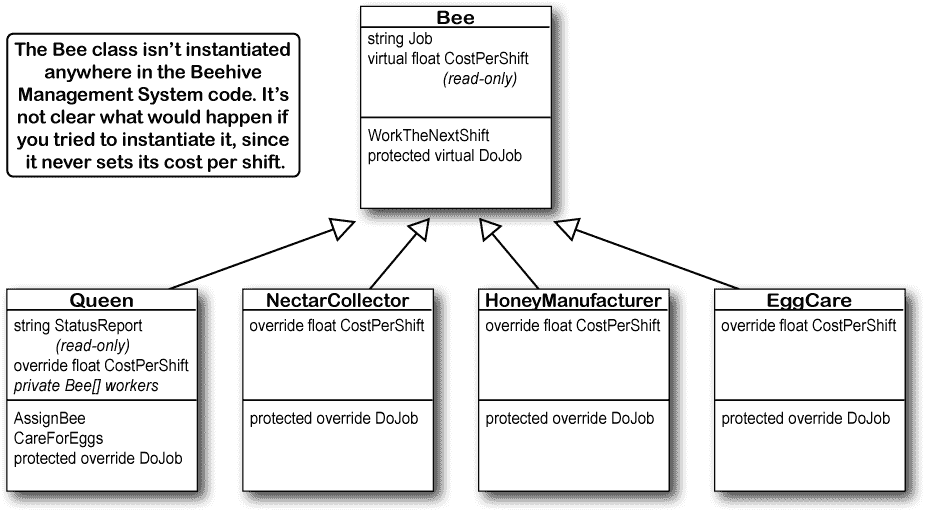 The Bee class isn’t instantiated
anywhere in the Beehive
Management System code. It’s
not clear what would happen if
you tried to instantiate it, since
it never sets its cost per shift.
Bee
string Job
virtual float CostPerShift
(read-only)
WorkTheNextShift
protected virtual DoJob
Queen
string StatusReport
(read-only)
override float CostPerShift
private Bee[] workers
AssignBee
CareForEggs
protected override DoJob
NectarCollector
override float CostPerShift
protected override DoJob
HoneyManufacturer
override float CostPerShift
protected override DoJob
EggCare
override float CostPerShift
protected override DoJob